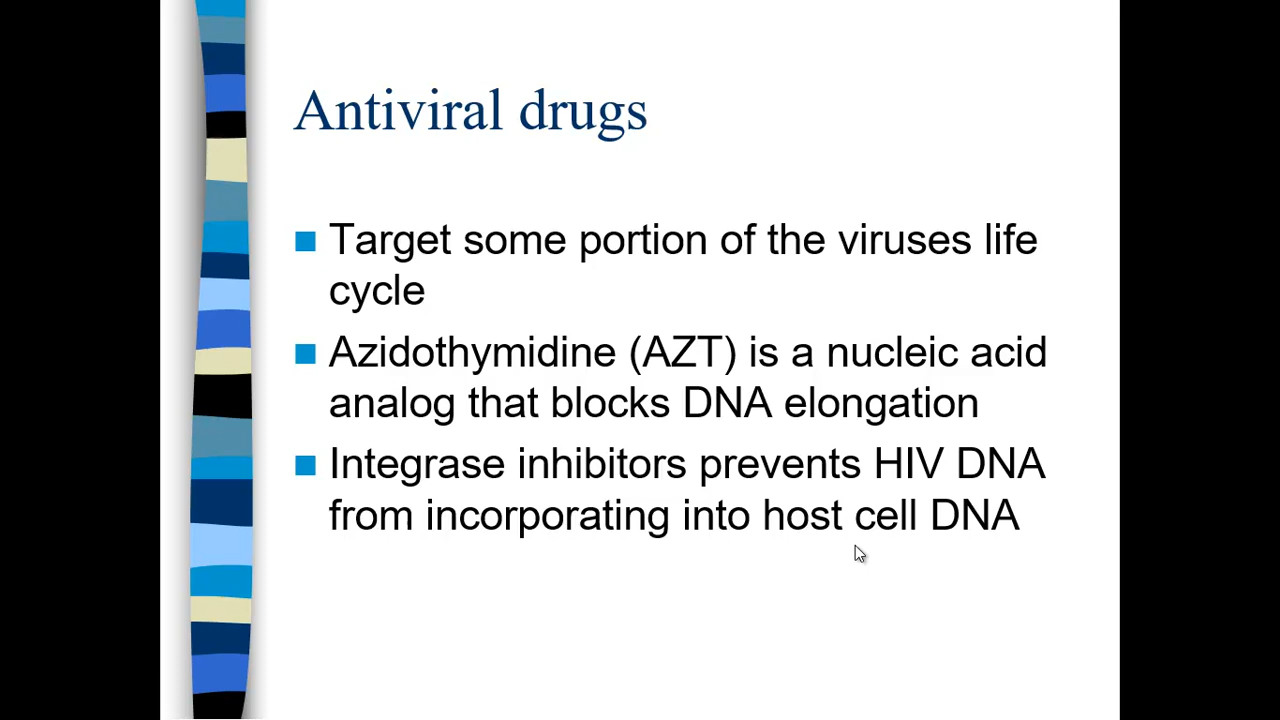 Antiviral drugs
Target some portion of the viruses life
cycle
Azidothymidine (AZT) is a nucleic acid
analog that blocks DNA elongation
Integrase inhibitors prevents HIV DNA
from incorporating into host cell DNA